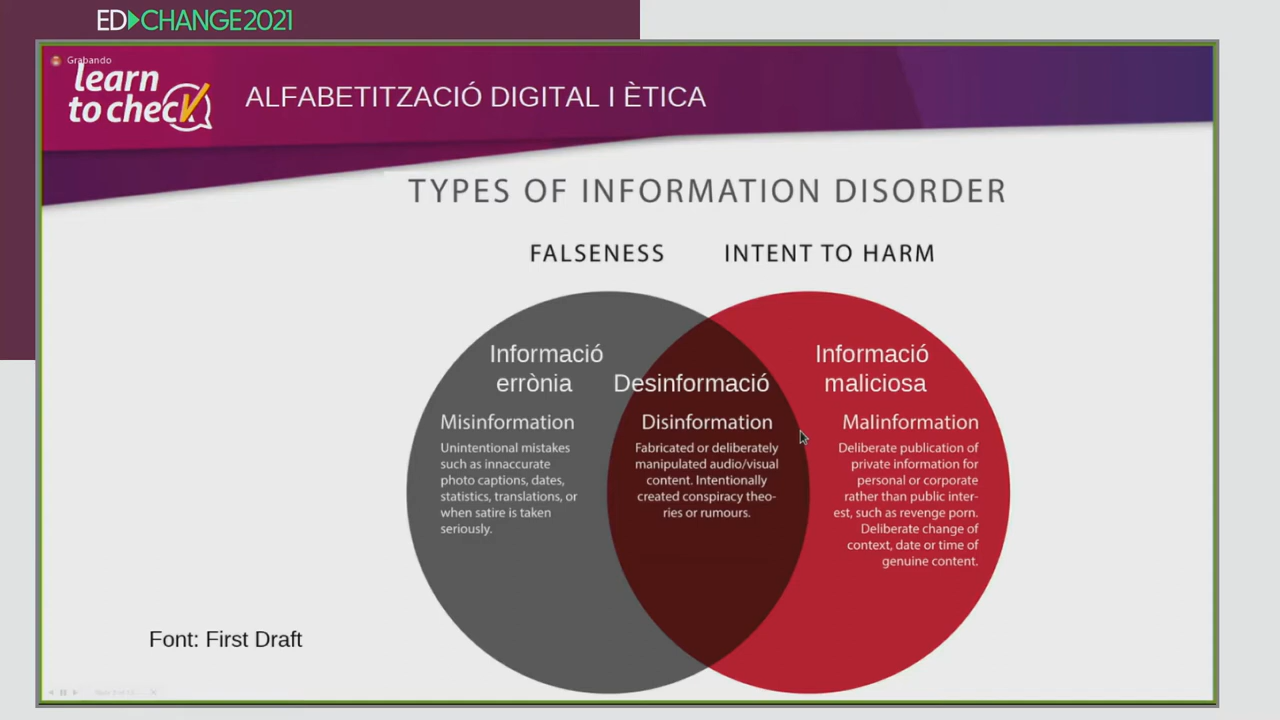 ED CHANGE2021
Grabando
learn
to check
ALFABETITZACIÓ DIGITAL I ÈTICA
TYPES OF INFORMATION DISORDER
FALSENESS
INTENT TO HARM
Informació
errònia
Misinformation
Unintentional mistakes
such as innaccurate
photo captions, dates,
statistics, translations, or
when satire is taken
seriously.
Desinformació
Disinformation
Fabricated or deliberately
manipulated audio/visual
content. Intentionally
created conspiracy theo-
ries or rumours.
Informació
maliciosa
Malinformation
Deliberate publication of
private information for
personal or corporate
rather than public inter-
est, such as revenge porn.
Deliberate change of
context, date or time of
genuine content.
Font: First Draft